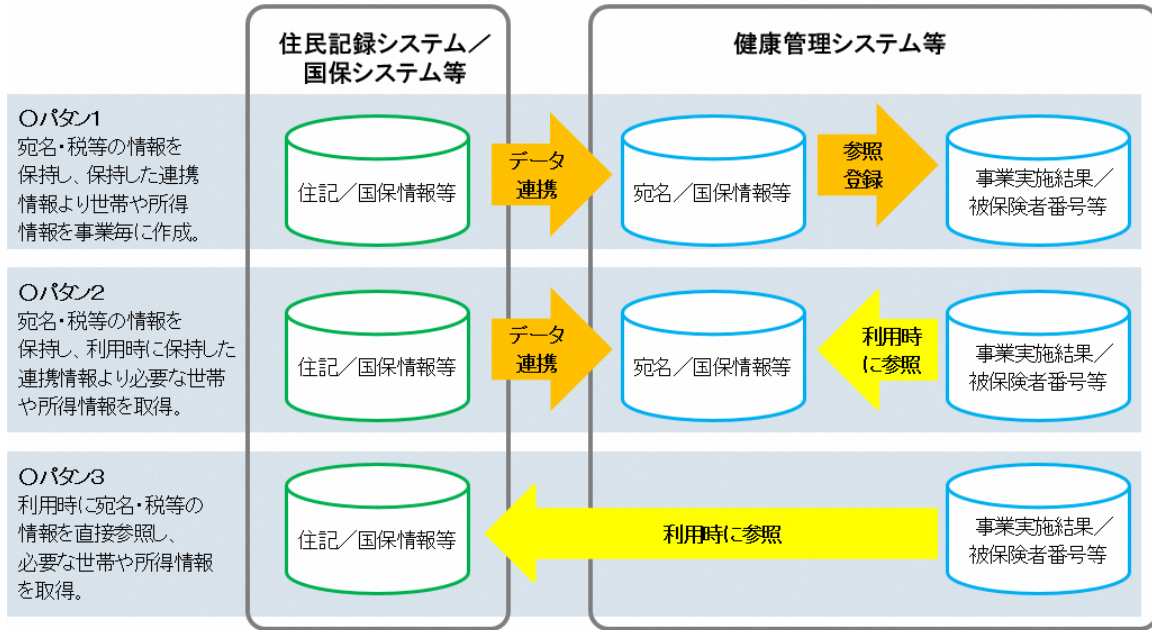 住民記録システム／
国保システム等
健康管理システム等
○パタン1
宛名・税等の情報を
保持し、保持した連携
情報より世帯や所得
情報を事業毎に作成。
住記／国保情報等
データ
連携
宛名／国保情報等
参照
登録
事業実施結果／
被保険者番号等
○パタン2
宛名・税等の情報を
保持し、利用時に保持した
連携情報より必要な世帯
や所得情報を取得。
住記／国保情報等
データ
連携
宛名／国保情報等
利用時
に参照
事業実施結果／
被保険者番号等
○パタン3
利用時に宛名・税等の
情報を直接参照し、
必要な世帯や所得情報
を取得。
住記／国保情報等
利用時に参照
事業実施結果／
被保険者番号等